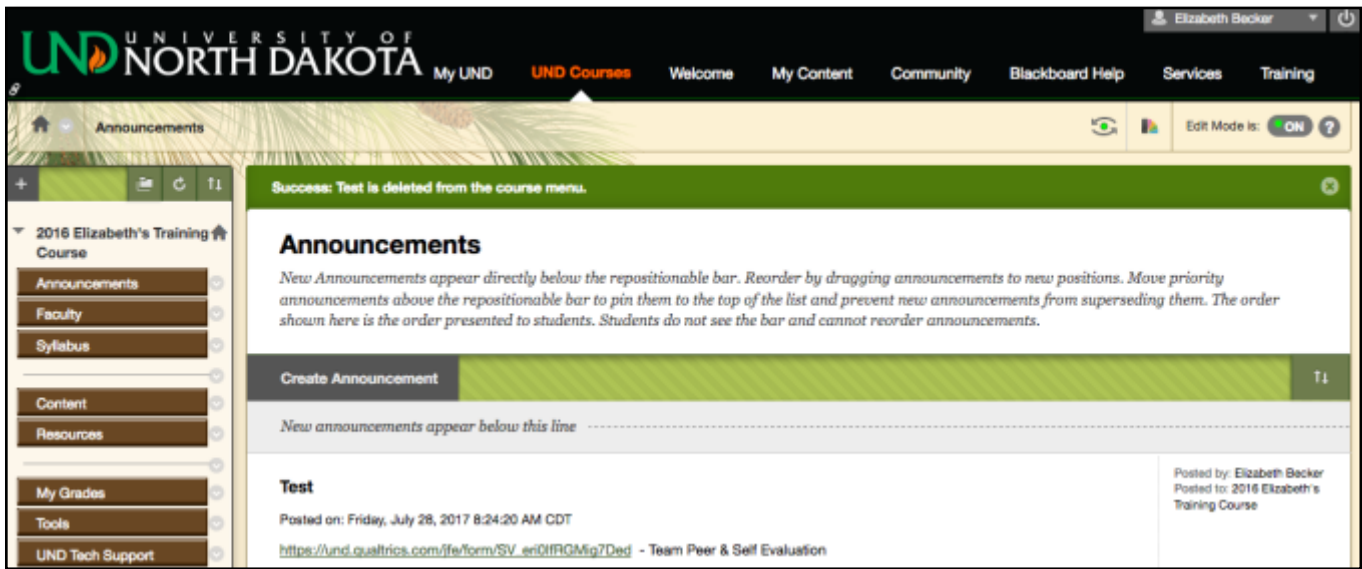 Elizabeth Becker
UND UNIVERSITY OF
NORTH DAKOTA
My UND UND Courses Welcome My Content Community Blackboard Help Services Training
Announcements
Edit Mode is: ON ?
+
Success: Test is deleted from the course menu.
2016 Elizabeth's Training
Course
Announcements
Faculty
Syllabus
Content
Resources
My Grades
Tools
UND Tech Support
Announcements
New Announcements appear directly below the repositionable bar. Reorder by dragging announcements to new positions. Move priority
announcements above the repositionable bar to pin them to the top of the list and prevent new announcements from superseding them. The order
shown here is the order presented to students. Students do not see the bar and cannot reorder announcements.
Create Announcement
New announcements appear below this line
Test
Posted on: Friday, July 28, 2017 8:24:20 AM CDT
- Team Peer & Self Evaluation
Posted by: Elizabeth Becker
Posted to: 2016 Elizabeth's
Training Course